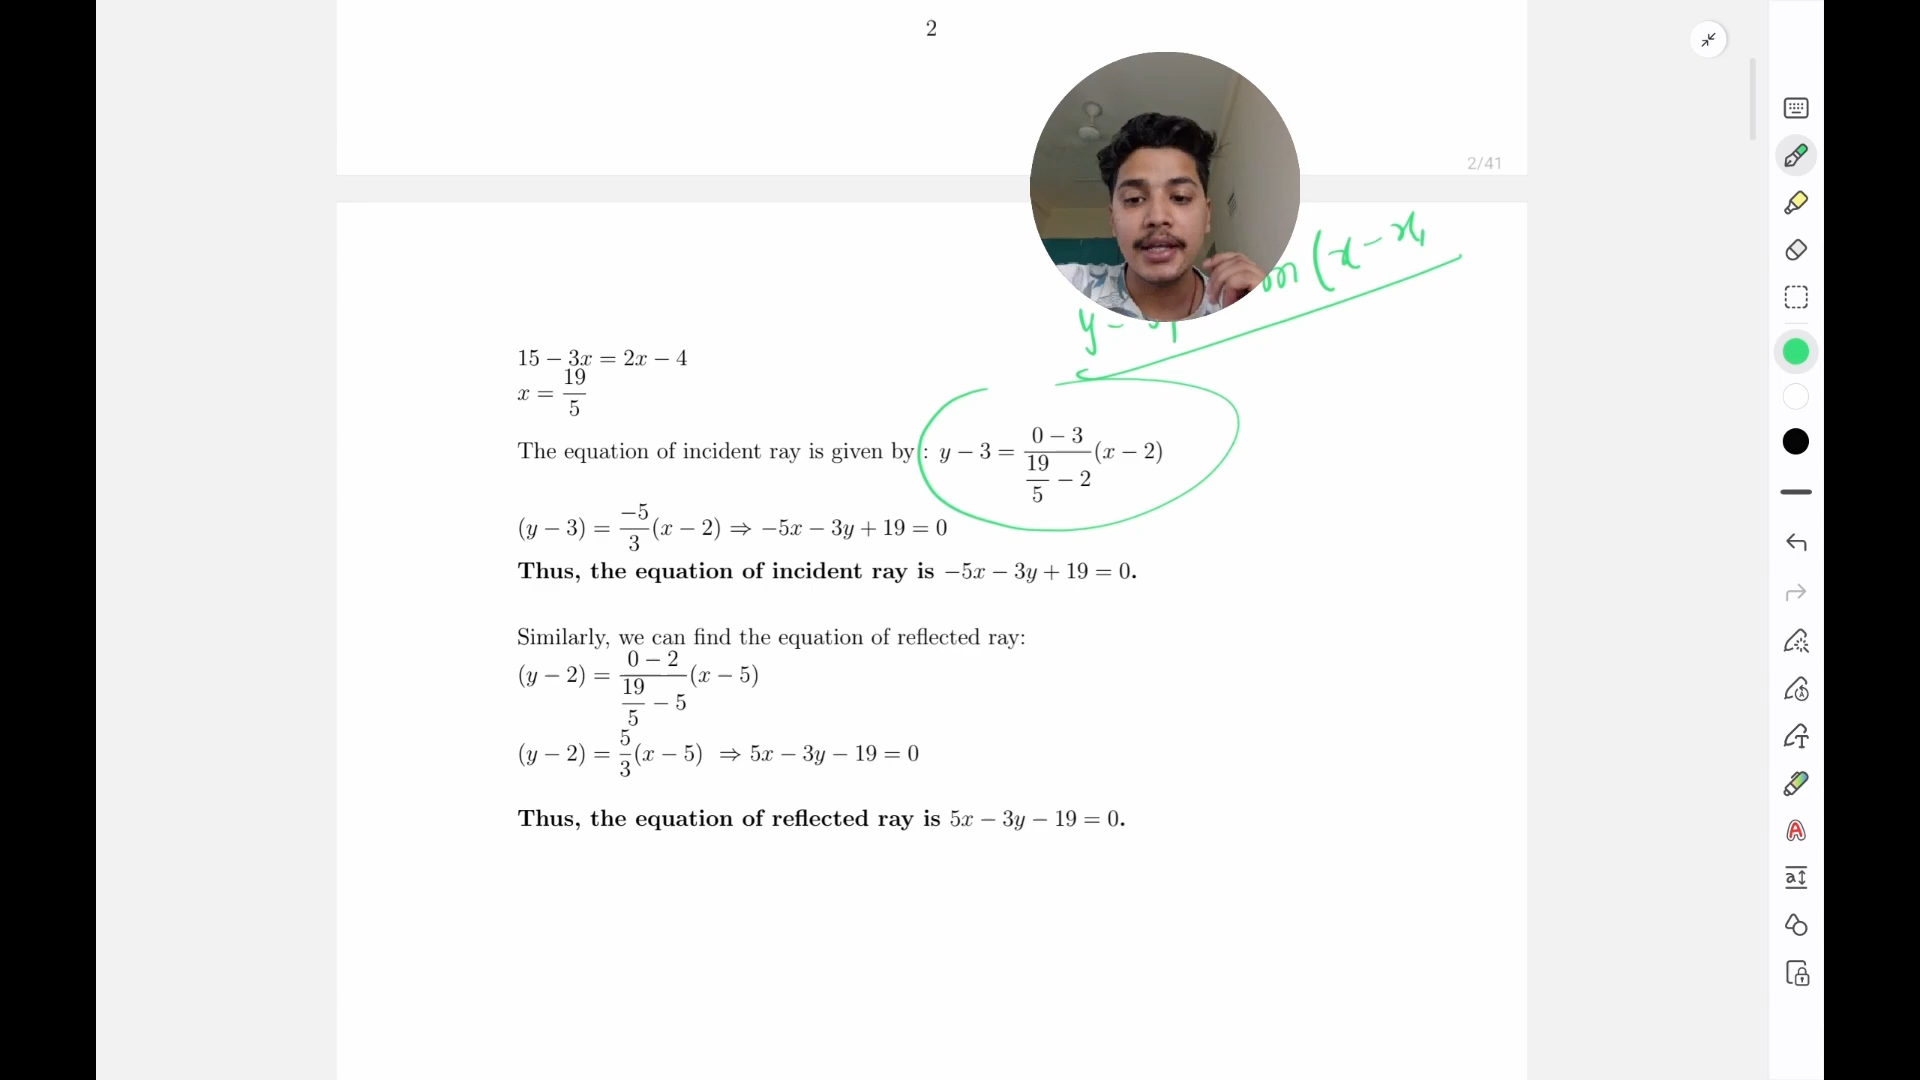 2
2/41
m(x - x₁
y -
15 − 3x = 2x − 4
x = 19/5
The equation of incident ray is given by : y − 3 = (0 − 3)/(19/5 − 2) (x − 2)
(y − 3) = −5/3 (x − 2) ⇒ −5x − 3y + 19 = 0
Thus, the equation of incident ray is −5x − 3y + 19 = 0.
Similarly, we can find the equation of reflected ray:
(y − 2) = (0 − 2)/(19/5 − 5) (x − 5)
(y − 2) = 5/3 (x − 5) ⇒ 5x − 3y − 19 = 0
Thus, the equation of reflected ray is 5x − 3y − 19 = 0.